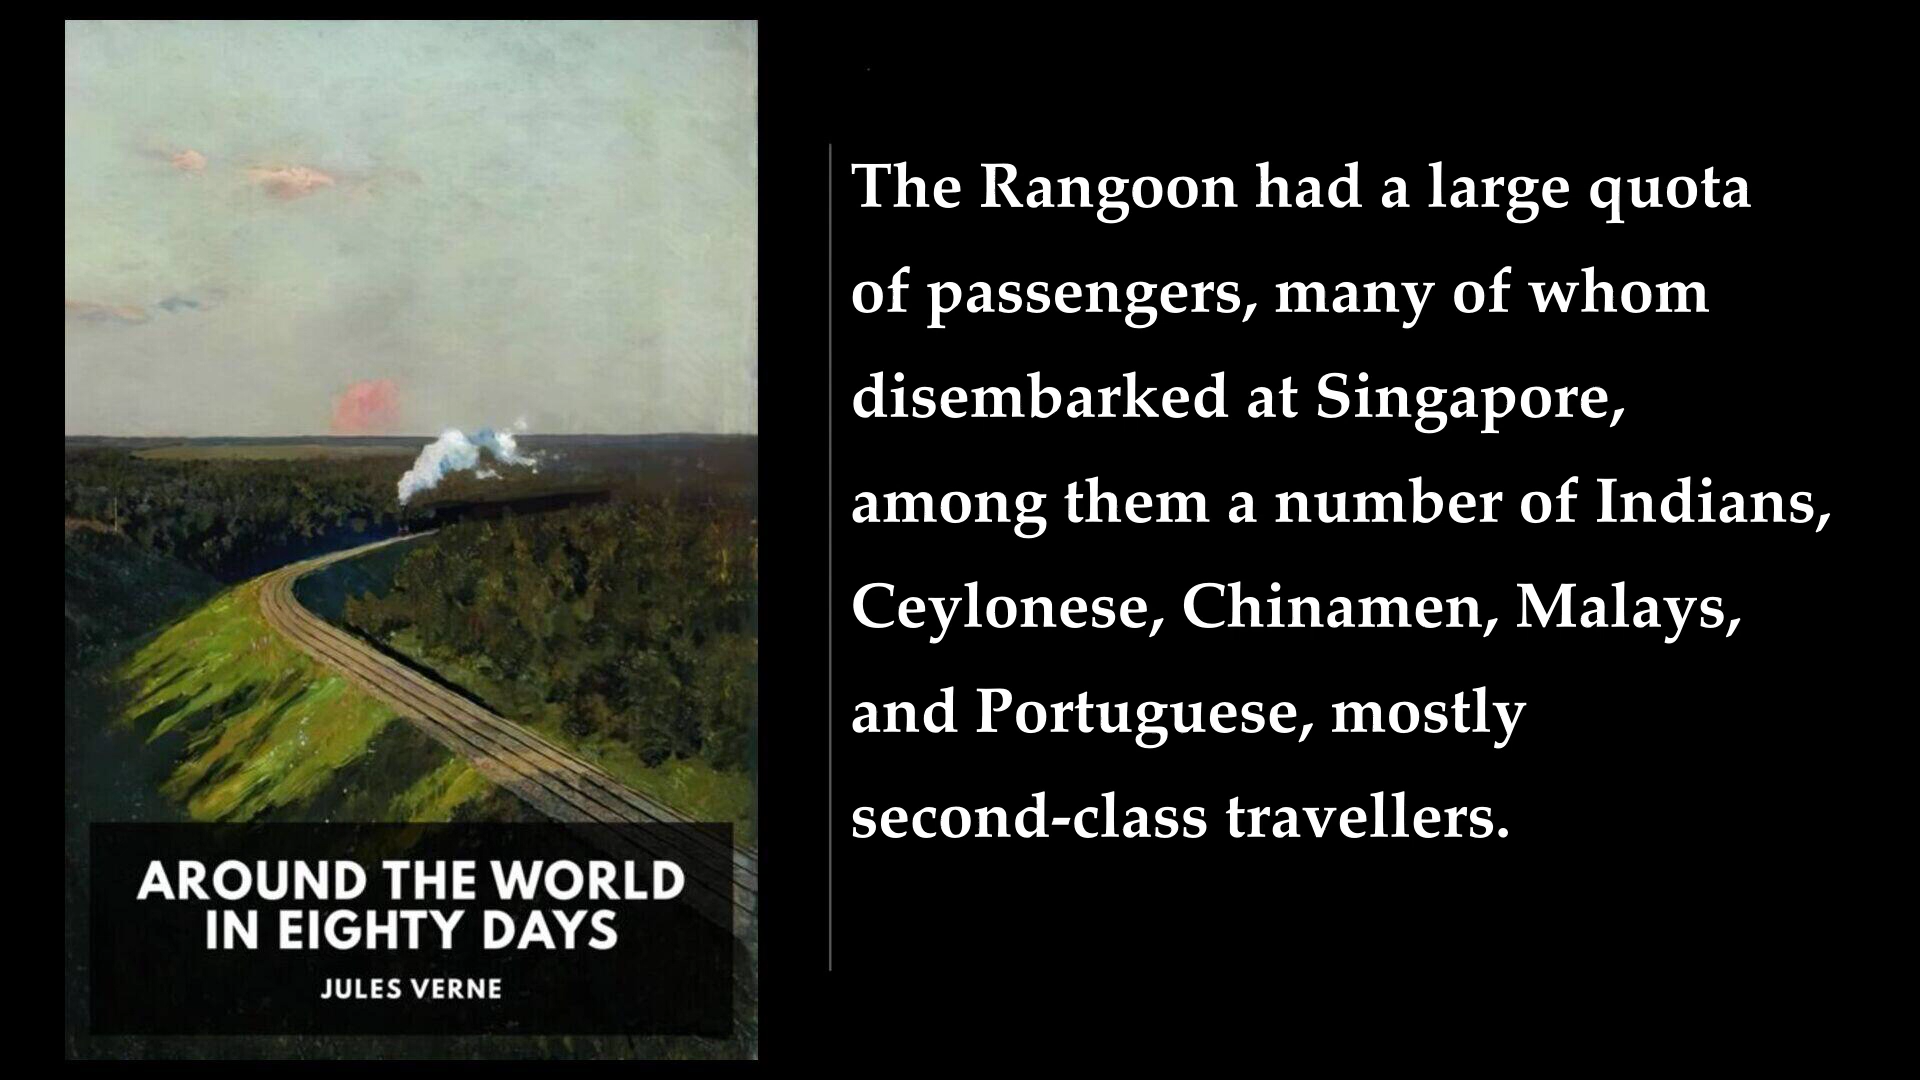 AROUND THE WORLD
IN EIGHTY DAYS
JULES VERNE
The Rangoon had a large quota
of passengers, many of whom
disembarked at Singapore,
among them a number of Indians,
Ceylonese, Chinamen, Malays,
and Portuguese, mostly
second-class travellers.